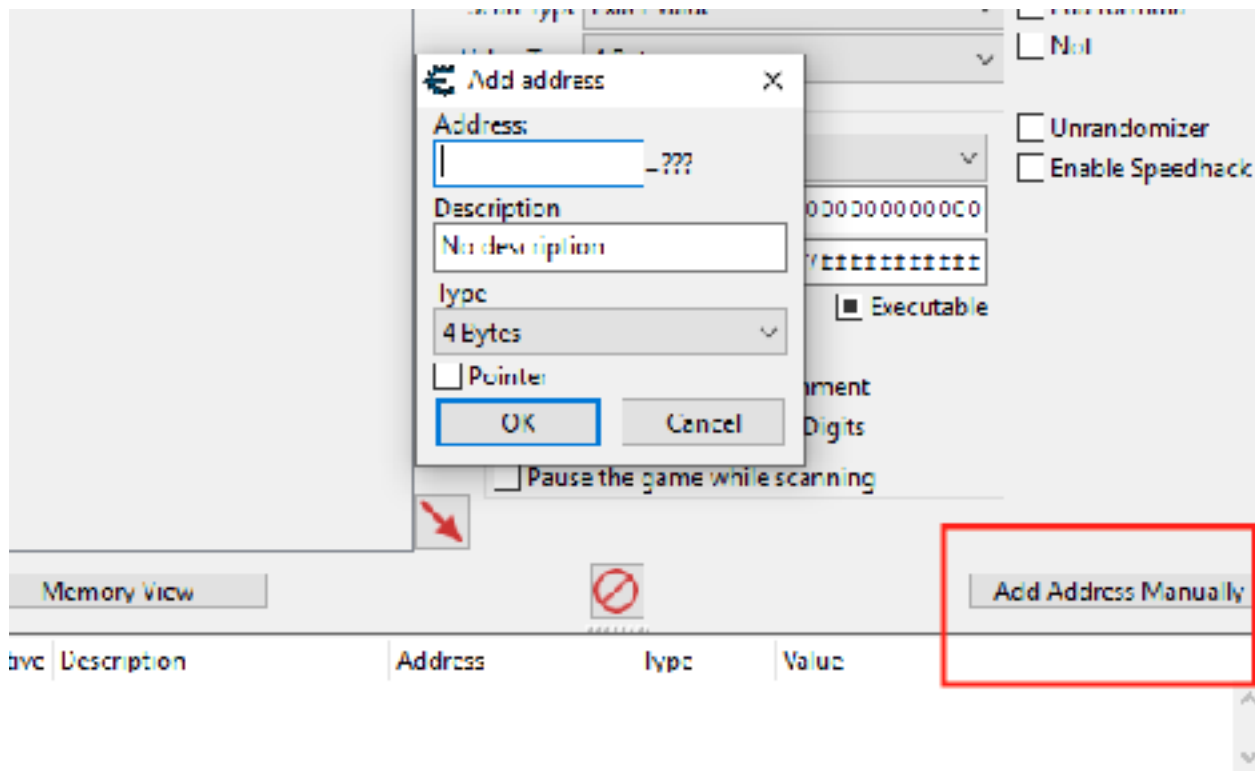 Not
Add address
Address:
=???
Unrandomizer
Enable Speedhack
Description
No description
Type
4 Bytes
Executable
Pointer
OK
Cancel
Digits
Pause the game while scanning
Memory View
Add Address Manually
Description
Address
Type
Value